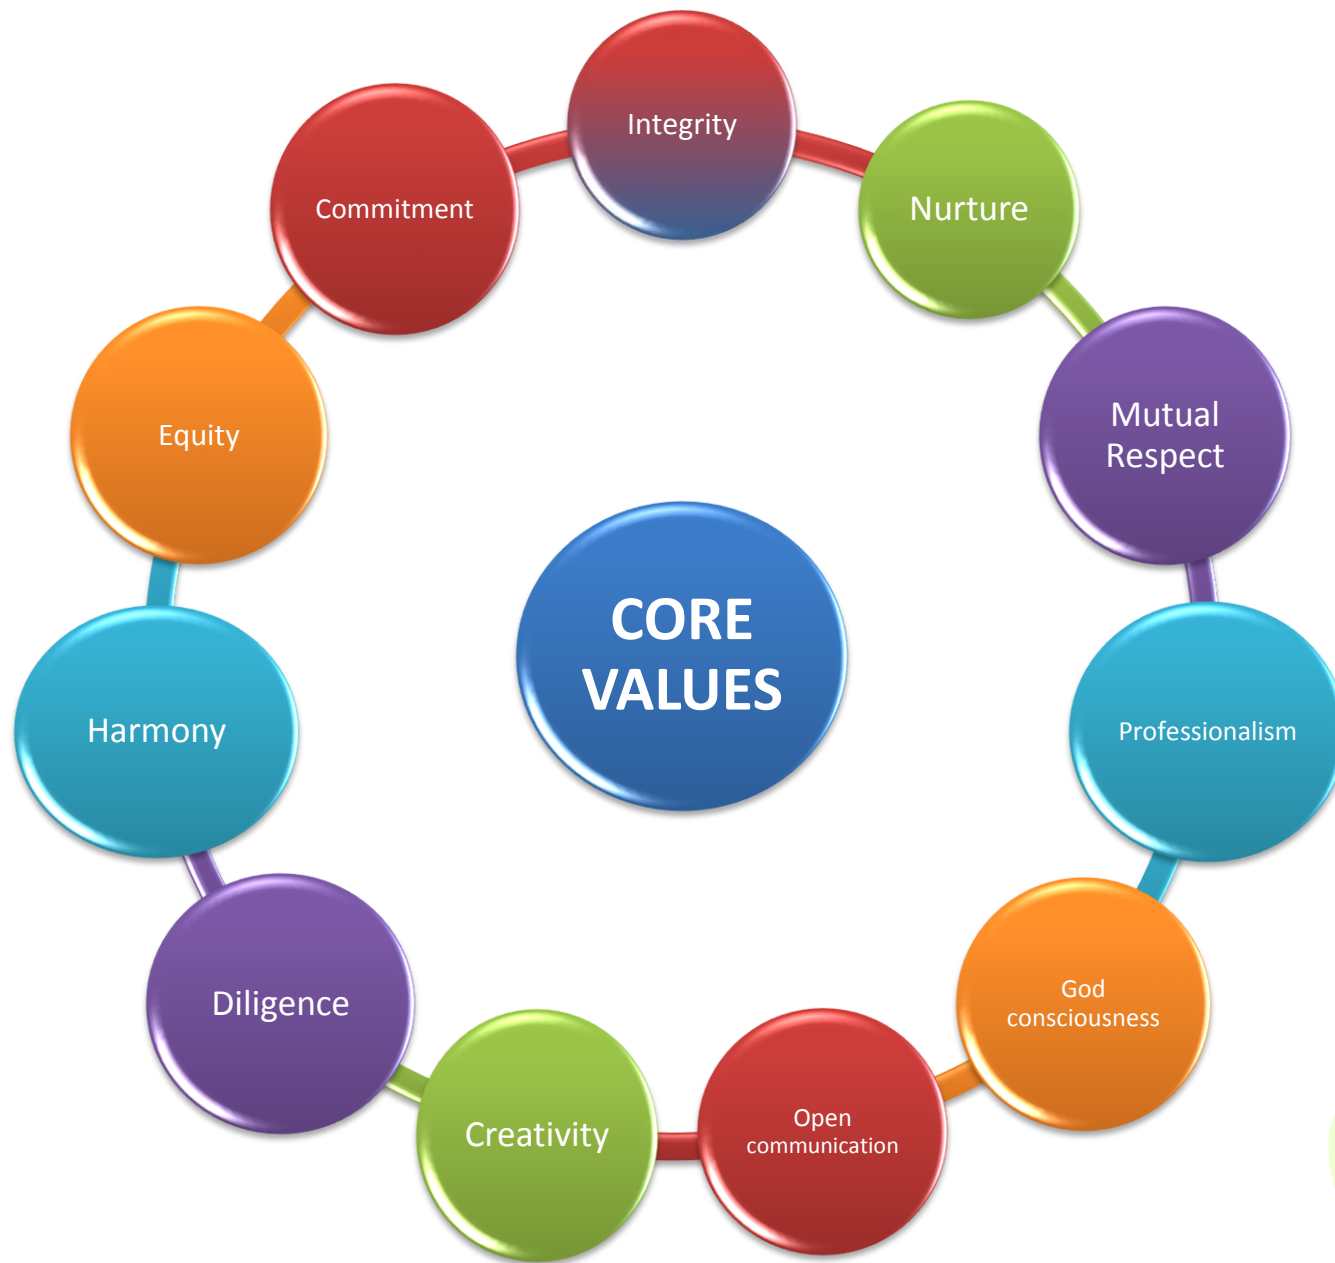 Integrity
Nurture
Mutual
Respect
Professionalism
God
consciousness
Open
communication
Creativity
Diligence
Harmony
Equity
Commitment
CORE
VALUES